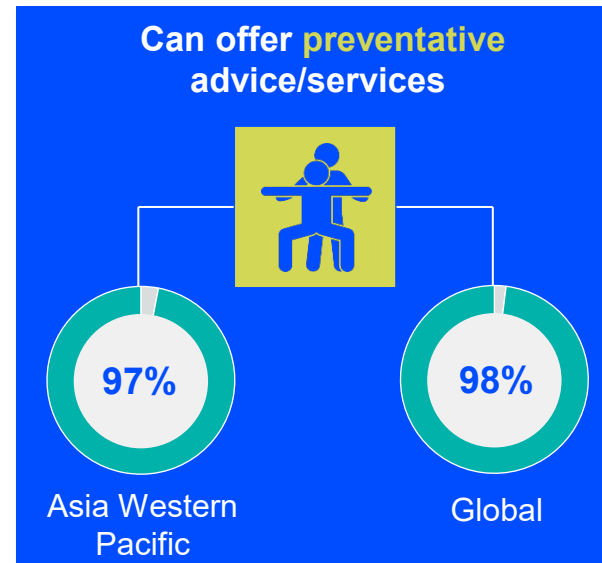 Can offer preventative
advice/services
97%
98%
Asia Western
Pacific
Global